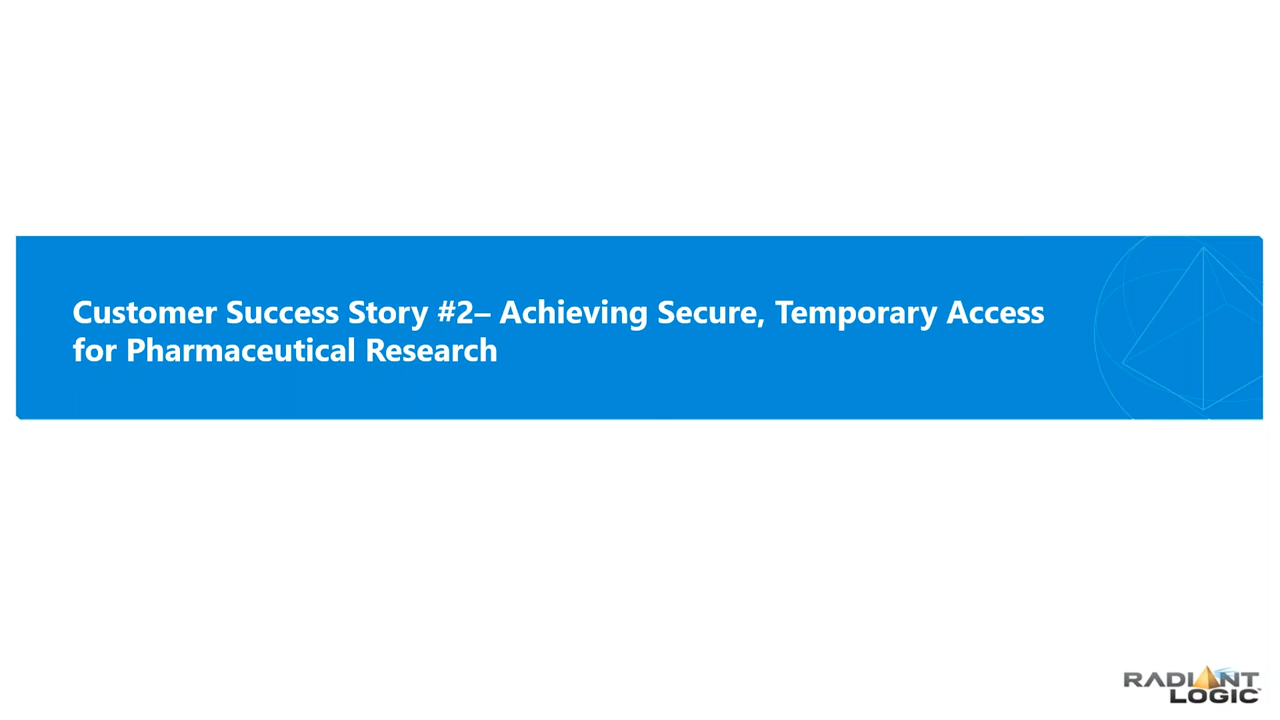 Customer Success Story #2– Achieving Secure, Temporary Access
for Pharmaceutical Research
RADIANT
LOGIC